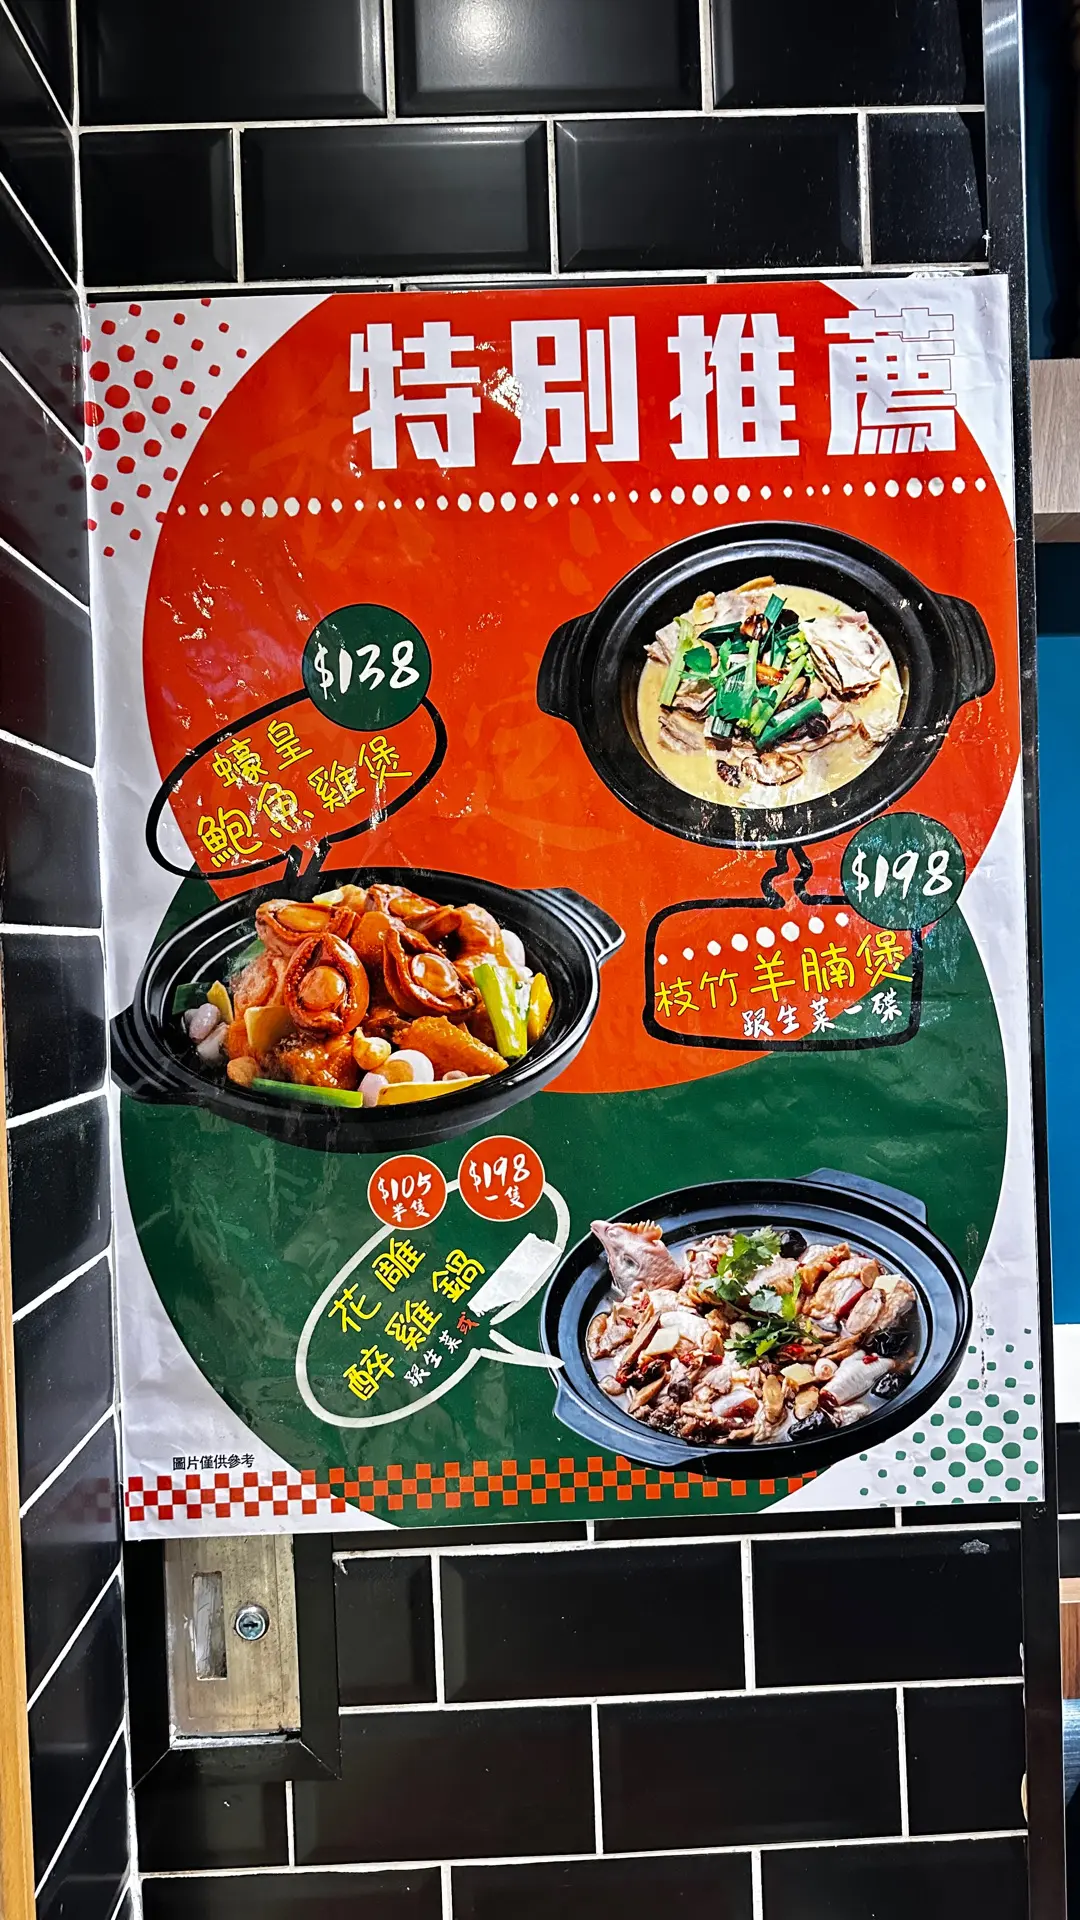 特別推薦
$138
蠔皇
鮑魚雞煲
$198
枝竹羊腩煲
跟生菜一碟
$105
半隻
$198
一隻
花雕
醉雞鍋
跟生菜或
圖片僅供參考